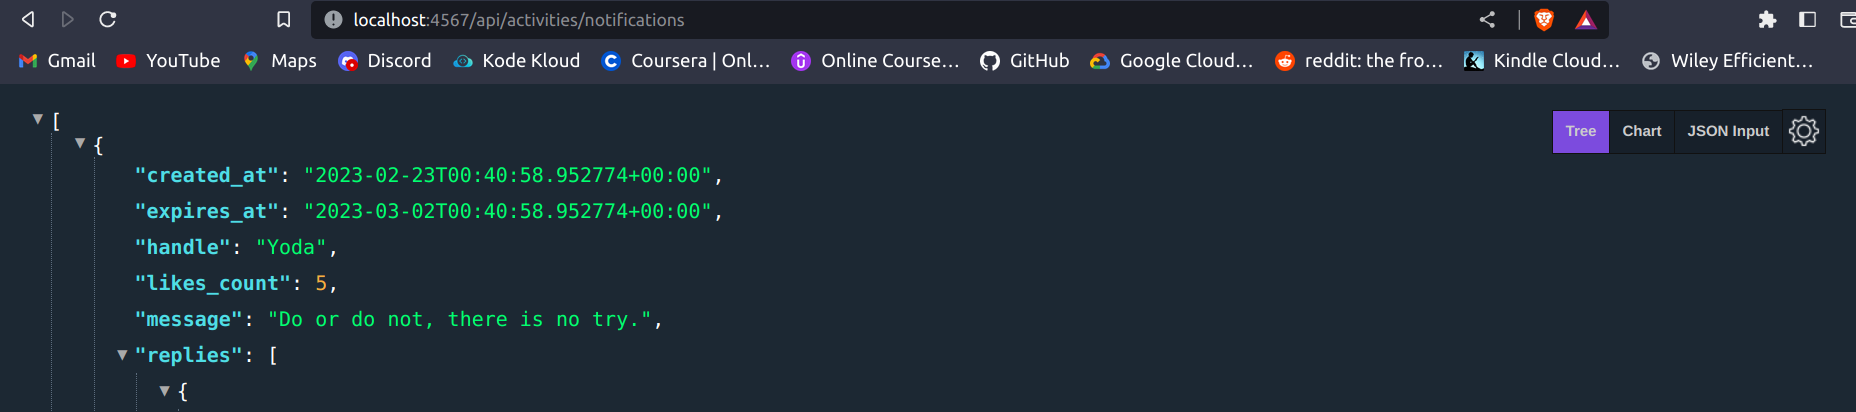 localhost:4567/api/activities/notifications
Gmail YouTube Maps Discord Kode Kloud Coursera | Onl... Online Course... GitHub Google Cloud... reddit: the fro... Kindle Cloud... Wiley Efficient...
[
Tree Chart JSON Input
{
"created_at": "2023-02-23T00:40:58.952774+00:00",
"expires_at": "2023-03-02T00:40:58.952774+00:00",
"handle": "Yoda",
"likes_count": 5,
"message": "Do or do not, there is no try.",
"replies": [
{